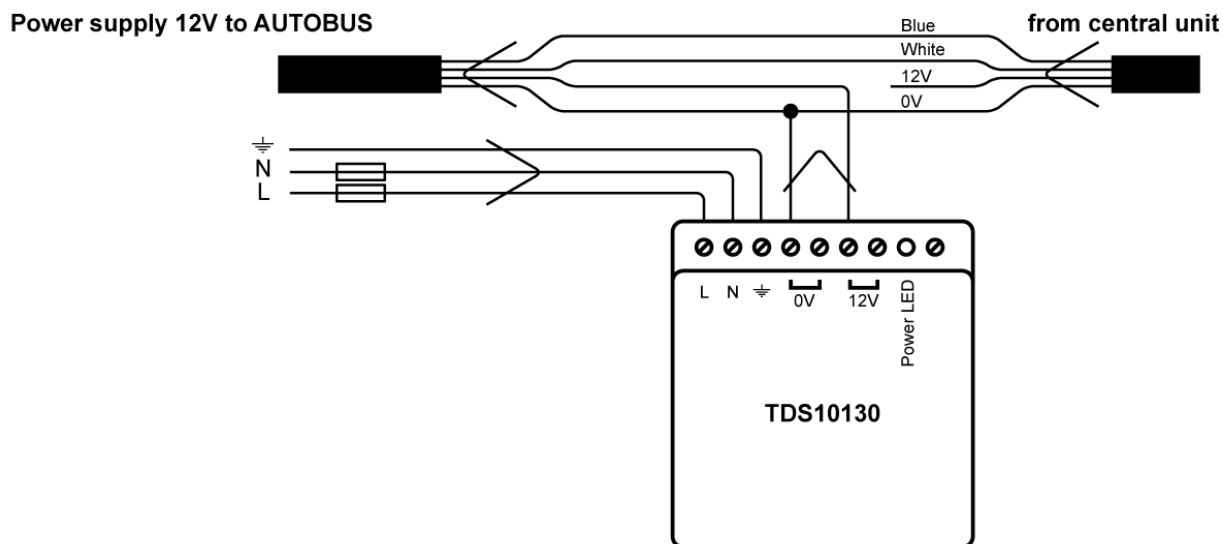 Power supply 12V to AUTOBUS
from central unit
Blue
White
12V
0V
N
L
L N
0V
12V
Power LED
TDS10130